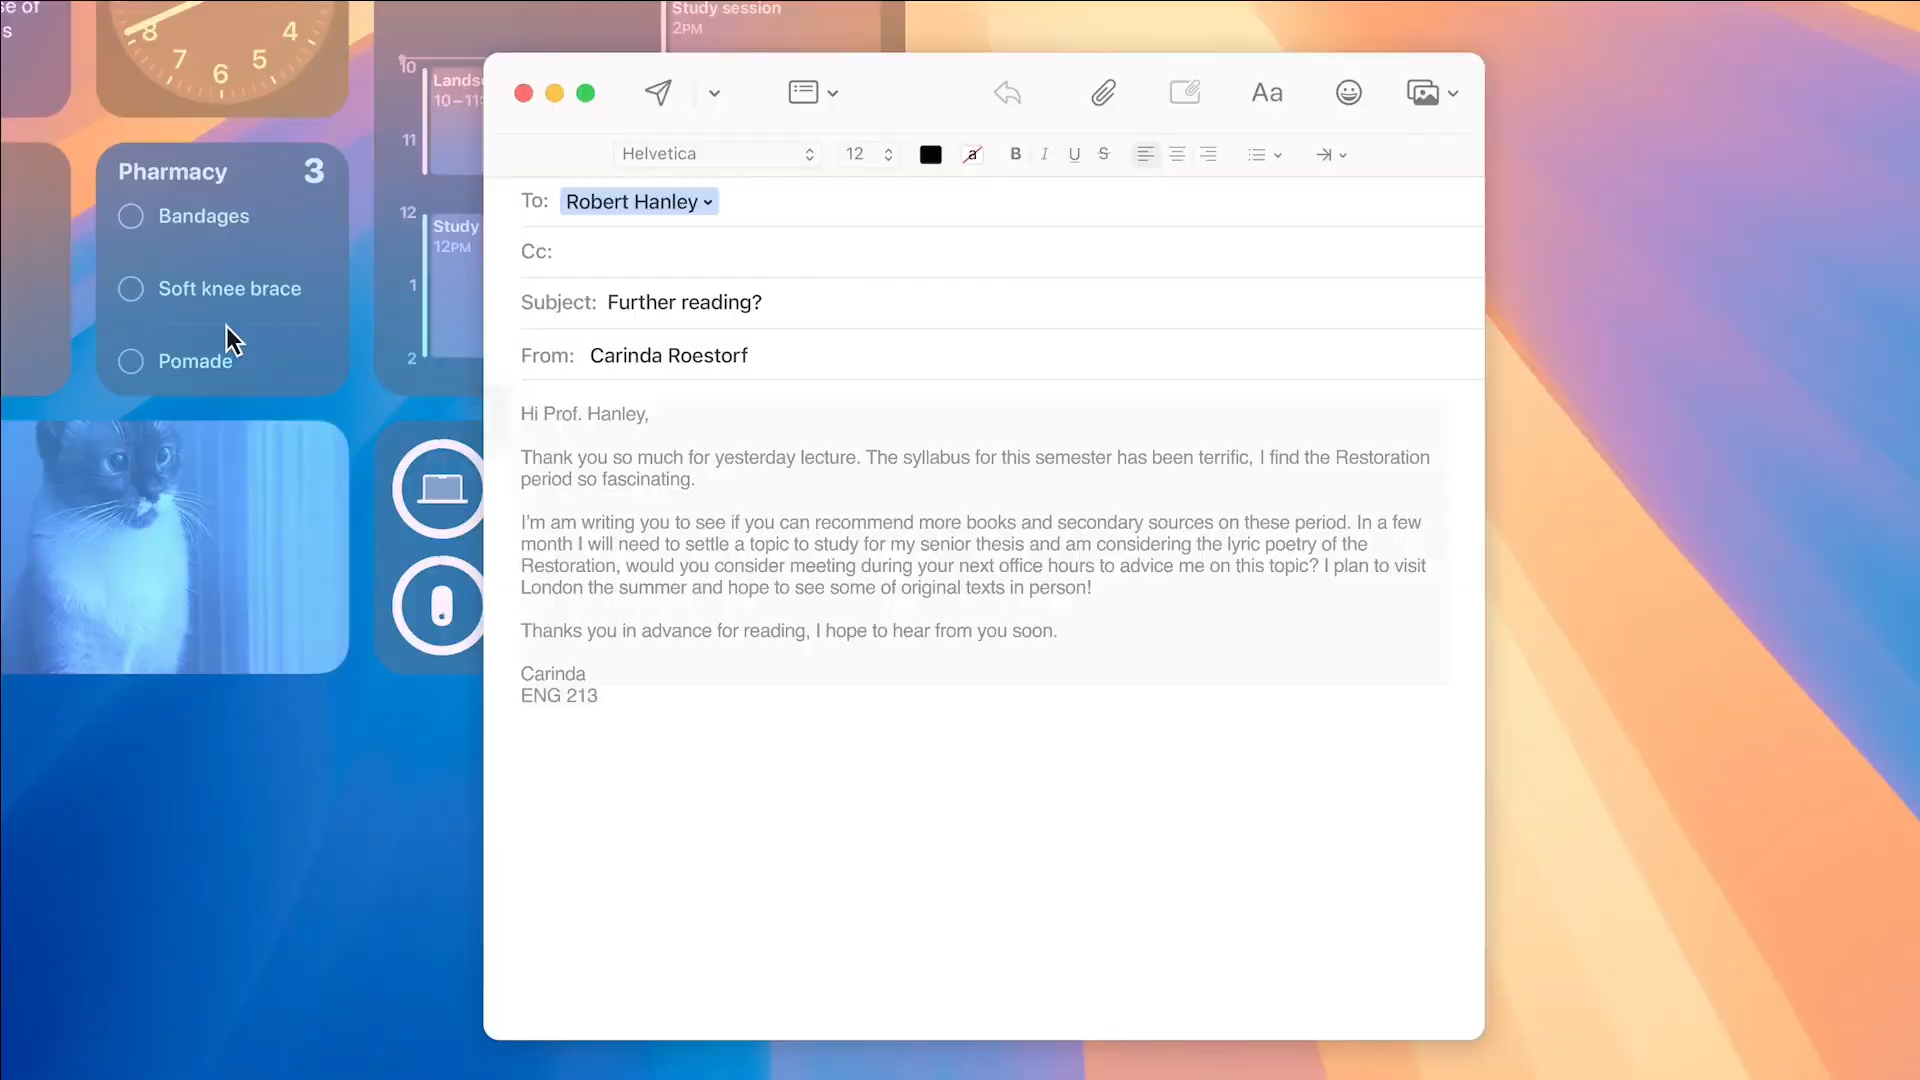 se of
s
8
7
6
5
4
Pharmacy 3
Bandages
Soft knee brace
Pomade
Study session
2PM
10
Lands
10–11:
11
12
Study
12PM
1
2
Helvetica 12 a B I U S
Aa
To: Robert Hanley
Cc:
Subject: Further reading?
From: Carinda Roestorf
Hi Prof. Hanley,
Thank you so much for yesterday lecture. The syllabus for this semester has been terrific, I find the Restoration
period so fascinating.
I'm am writing you to see if you can recommend more books and secondary sources on these period. In a few
month I will need to settle a topic to study for my senior thesis and am considering the lyric poetry of the
Restoration, would you consider meeting during your next office hours to advice me on this topic? I plan to visit
London the summer and hope to see some of original texts in person!
Thanks you in advance for reading, I hope to hear from you soon.
Carinda
ENG 213